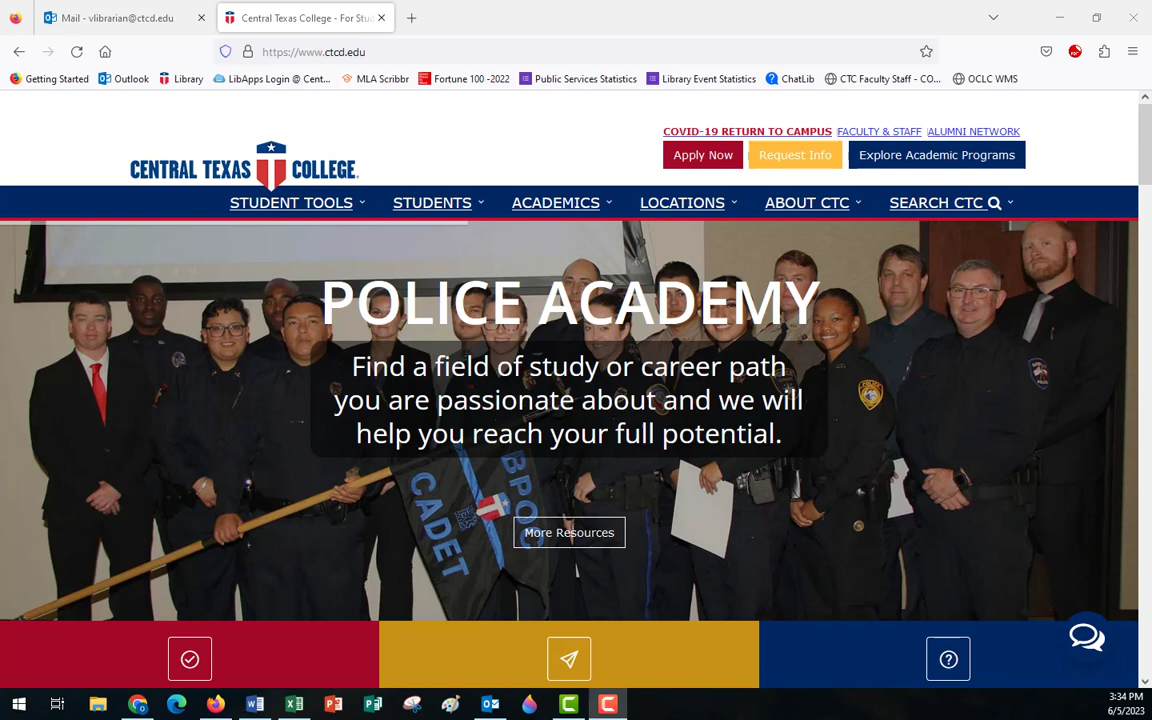 Mail - vlibrarian@ctcd.edu
Central Texas College - For Stud
https://www.ctcd.edu
Getting Started
Outlook
Library
LibApps Login @ Cent...
MLA Scribbr
Fortune 100 -2022
Public Services Statistics
Library Event Statistics
ChatLib
CTC Faculty Staff - CO...
OCLC WMS
COVID-19 RETURN TO CAMPUS
FACULTY & STAFF
ALUMNI NETWORK
CENTRAL TEXAS COLLEGE
Apply Now
Request Info
Explore Academic Programs
STUDENT TOOLS
STUDENTS
ACADEMICS
LOCATIONS
ABOUT CTC
SEARCH CTC
POLICE ACADEMY
Find a field of study or career path
you are passionate about and we will
help you reach your full potential.
BPOC
CADET
More Resources
3:34 PM
6/5/2023